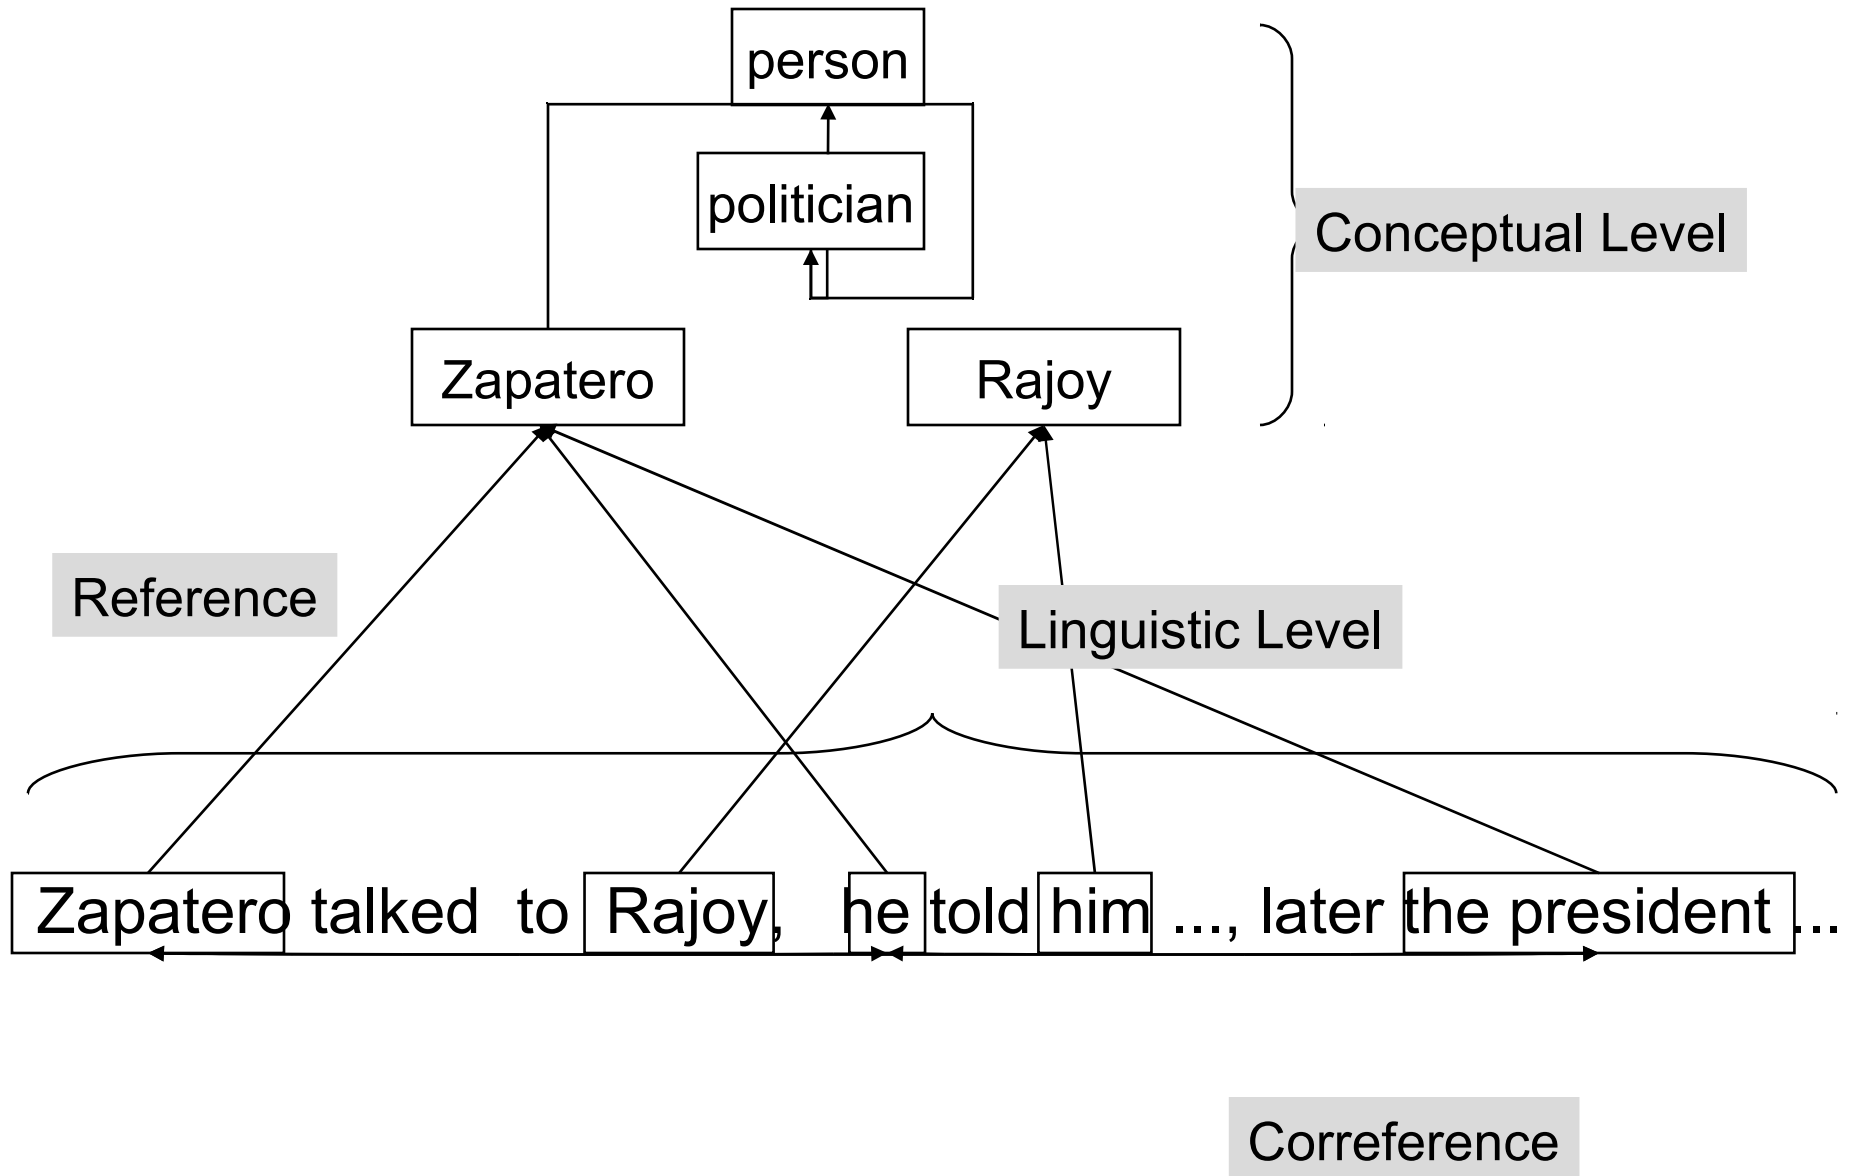 person
politician
Conceptual Level
Zapatero
Rajoy
Reference
Linguistic Level
Zapatero talked to Rajoy, he told him ..., later the president ...
Correference